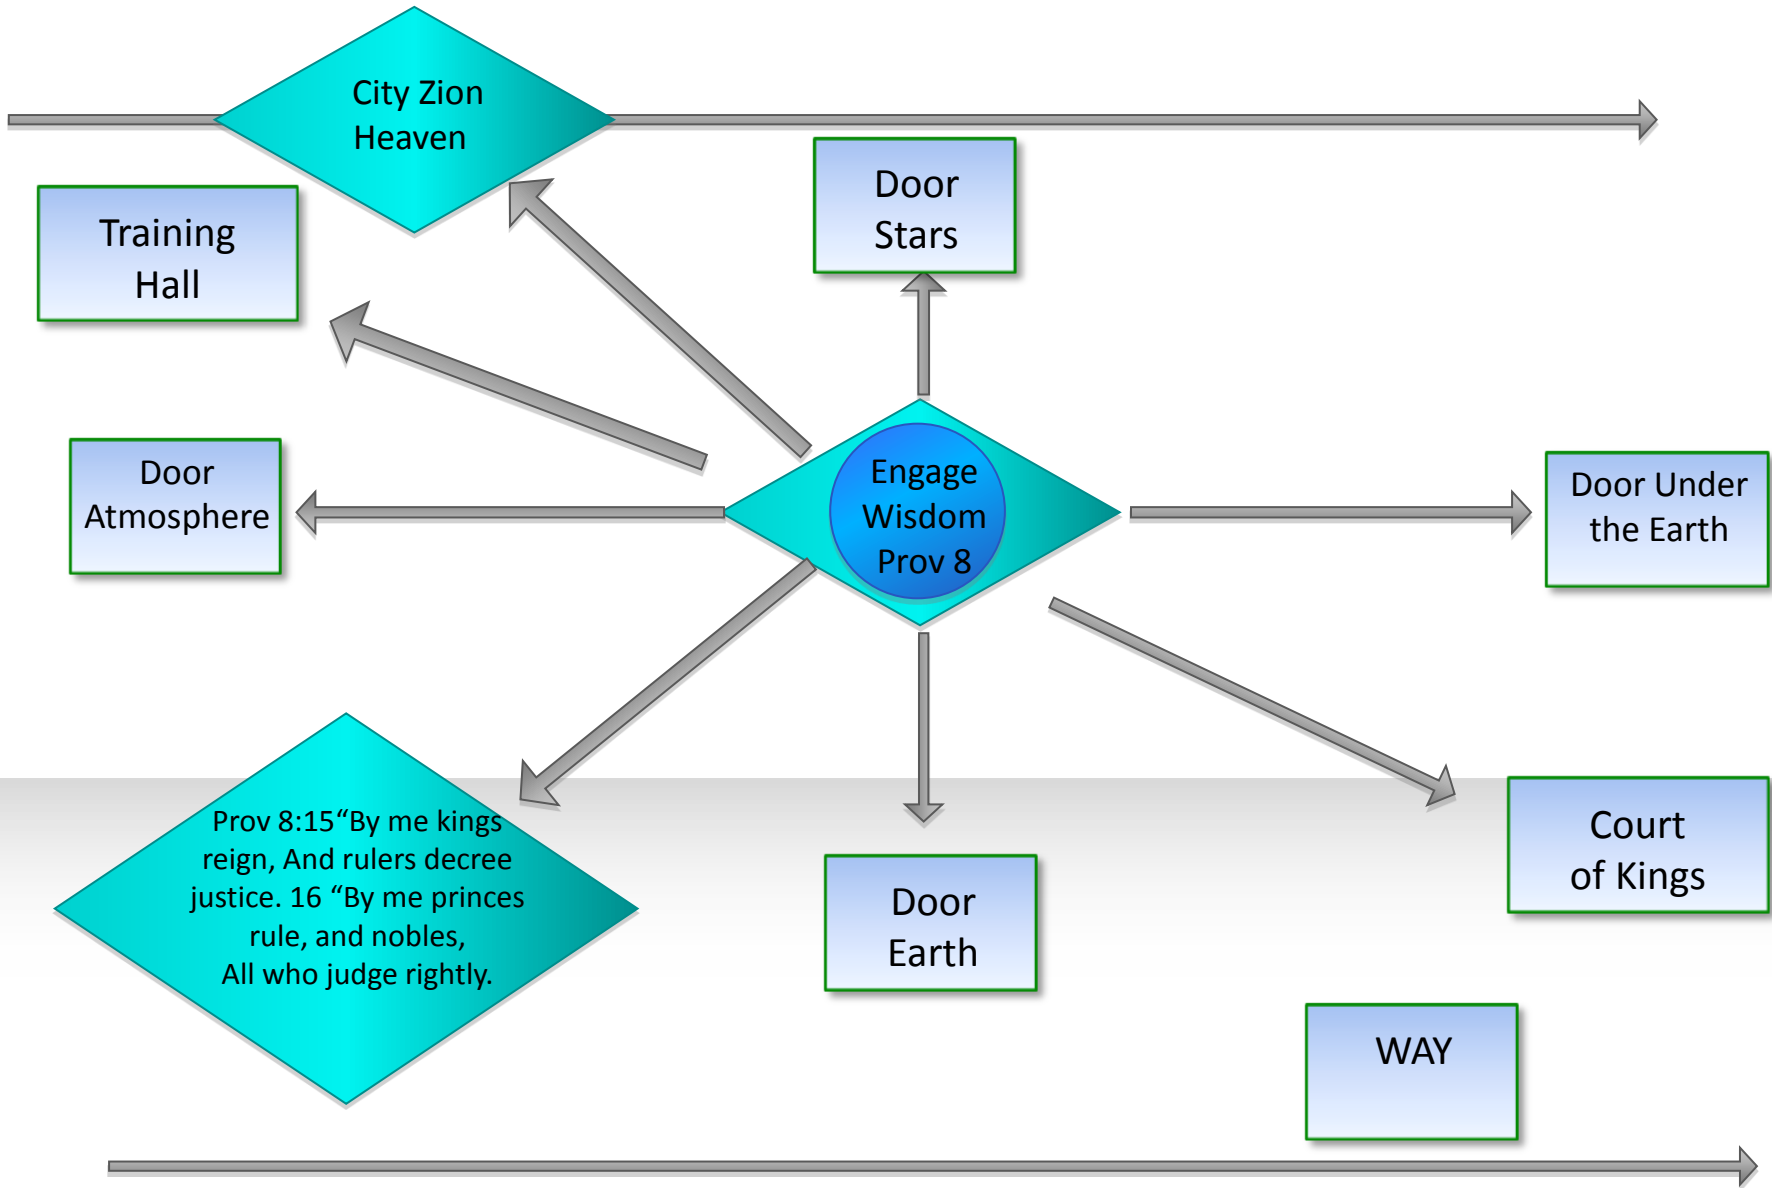 City Zion
Heaven
Door
Stars
Training
Hall
Door
Atmosphere
Engage
Wisdom
Prov 8
Door Under
the Earth
Prov 8:15“By me kings
reign, And rulers decree
justice. 16 “By me princes
rule, and nobles,
All who judge rightly.
Door
Earth
Court
of Kings
WAY